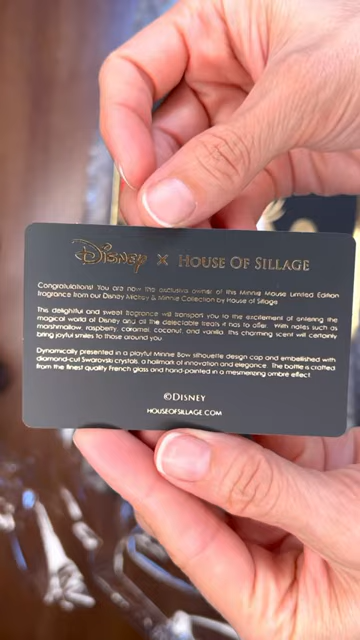 Disney x HOUSE OF SILLAGE
Congratulations! You are now the exclusive owner of this Minnie Mouse Limited Edition
fragrance from our Disney Mickey & Minnie Collection by House of Sillage
This delightful and sweet fragrance will transport you to the excitement of entering the
magical world of Disney and all the delectable treats it has to offer. With notes such as
marshmallow, raspberry, caramel, coconut, and vanilla, this charming scent will certainly
bring joyful smiles to those around you.
Dynamically presented in a playful Minnie Bow silhouette design cap and embellished with
diamond-cut Swarovski crystals, a hallmark of innovation and elegance. The bottle is crafted
from the finest quality French glass and hand-painted in a mesmerizing ombre effect.
©DISNEY
HOUSEOFSILLAGE.COM